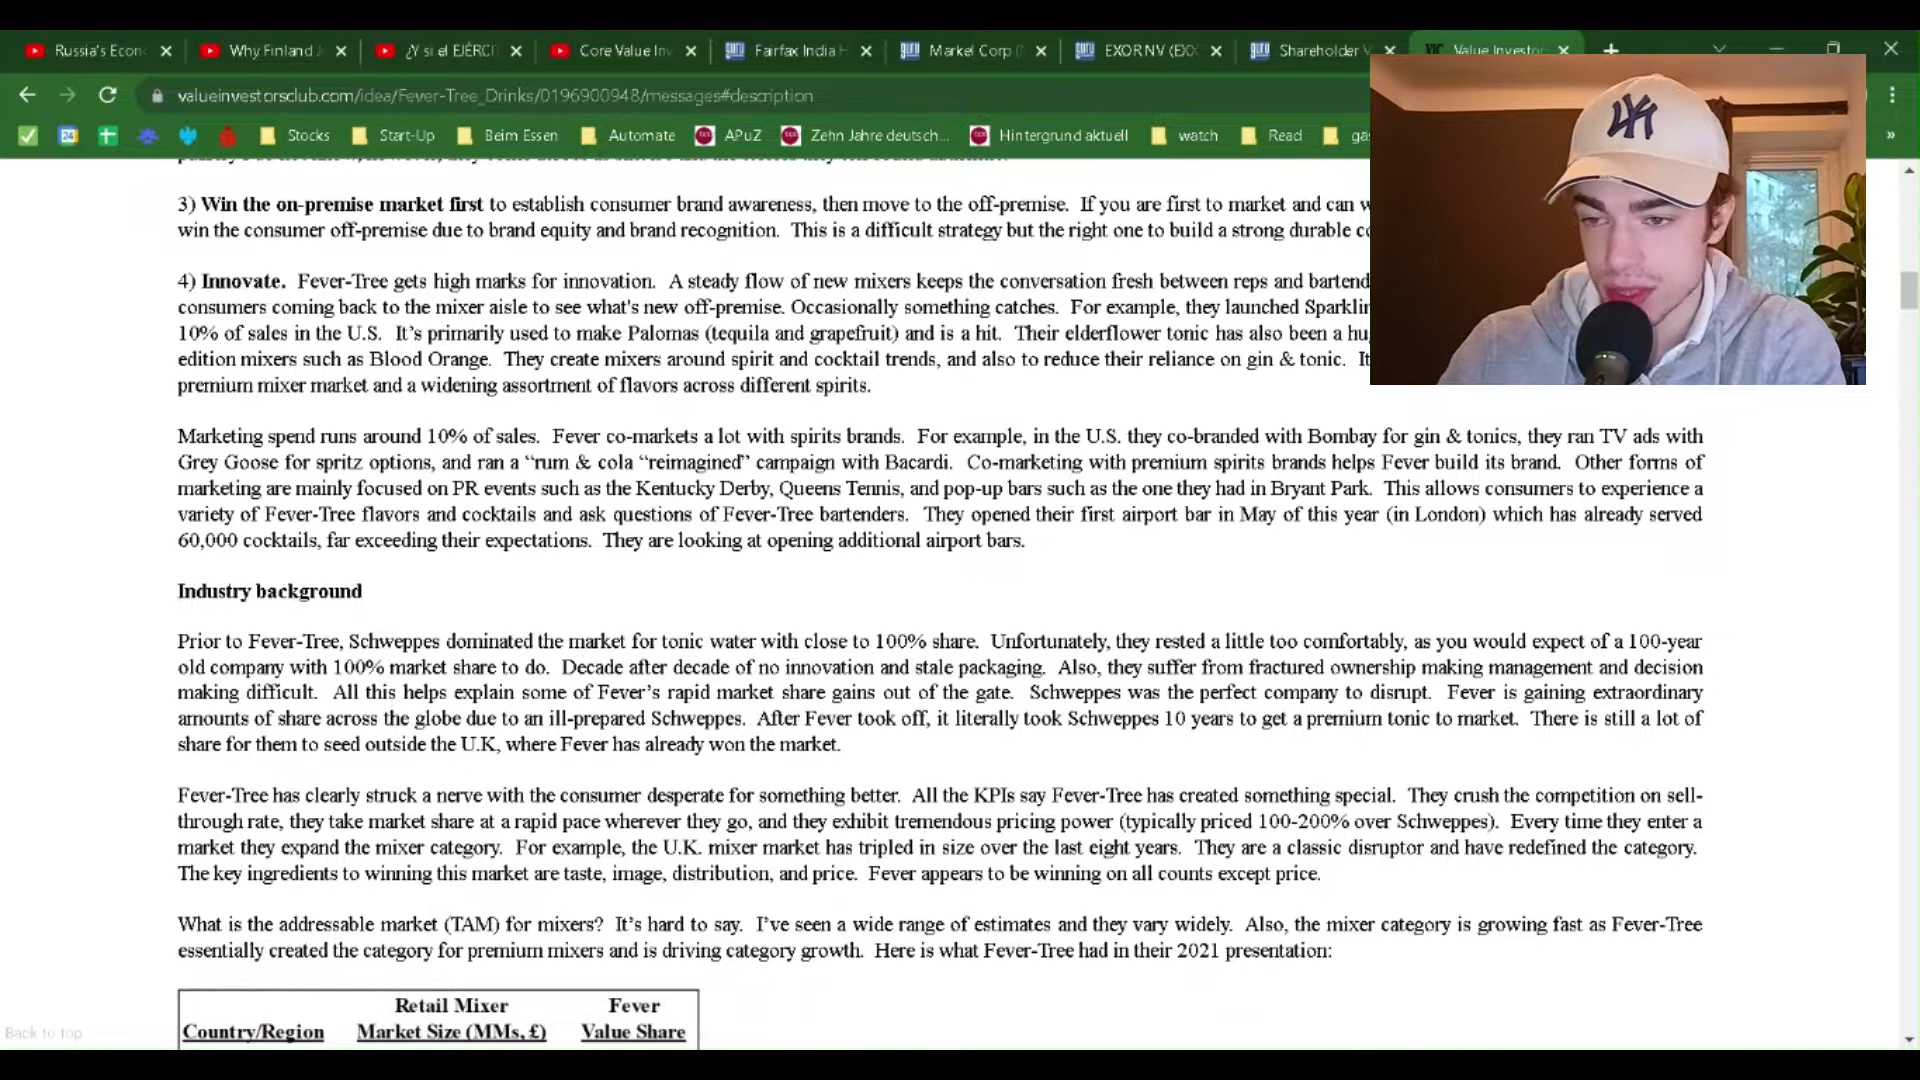 Russia's Econ
Why Finland
¿Y si el EJÉRCI
Core Value In
Fairfax India H
Markel Corp (
EXOR NV (EXX
Shareholder V
VIC Value Investor
valueinvestorsclub.com/idea/Fever-Tree_Drinks/0196900948/messages#description
Stocks
Start-Up
Beim Essen
Automate
APuZ
Zehn Jahre deutsch...
Hintergrund aktuell
watch
Read
gas
3) Win the on-premise market first to establish consumer brand awareness, then move to the off-premise. If you are first to market and can w
win the consumer off-premise due to brand equity and brand recognition. This is a difficult strategy but the right one to build a strong durable co
4) Innovate. Fever-Tree gets high marks for innovation. A steady flow of new mixers keeps the conversation fresh between reps and bartend
consumers coming back to the mixer aisle to see what's new off-premise. Occasionally something catches. For example, they launched Sparklin
10% of sales in the U.S. It's primarily used to make Palomas (tequila and grapefruit) and is a hit. Their elderflower tonic has also been a hu
edition mixers such as Blood Orange. They create mixers around spirit and cocktail trends, and also to reduce their reliance on gin & tonic. It
premium mixer market and a widening assortment of flavors across different spirits.
Marketing spend runs around 10% of sales. Fever co-markets a lot with spirits brands. For example, in the U.S. they co-branded with Bombay for gin & tonics, they ran TV ads with
Grey Goose for spritz options, and ran a “rum & cola “reimagined” campaign with Bacardi. Co-marketing with premium spirits brands helps Fever build its brand. Other forms of
marketing are mainly focused on PR events such as the Kentucky Derby, Queens Tennis, and pop-up bars such as the one they had in Bryant Park. This allows consumers to experience a
variety of Fever-Tree flavors and cocktails and ask questions of Fever-Tree bartenders. They opened their first airport bar in May of this year (in London) which has already served
60,000 cocktails, far exceeding their expectations. They are looking at opening additional airport bars.
Industry background
Prior to Fever-Tree, Schweppes dominated the market for tonic water with close to 100% share. Unfortunately, they rested a little too comfortably, as you would expect of a 100-year
old company with 100% market share to do. Decade after decade of no innovation and stale packaging. Also, they suffer from fractured ownership making management and decision
making difficult. All this helps explain some of Fever's rapid market share gains out of the gate. Schweppes was the perfect company to disrupt. Fever is gaining extraordinary
amounts of share across the globe due to an ill-prepared Schweppes. After Fever took off, it literally took Schweppes 10 years to get a premium tonic to market. There is still a lot of
share for them to seed outside the U.K, where Fever has already won the market.
Fever-Tree has clearly struck a nerve with the consumer desperate for something better. All the KPIs say Fever-Tree has created something special. They crush the competition on sell-
through rate, they take market share at a rapid pace wherever they go, and they exhibit tremendous pricing power (typically priced 100-200% over Schweppes). Every time they enter a
market they expand the mixer category. For example, the U.K. mixer market has tripled in size over the last eight years. They are a classic disruptor and have redefined the category.
The key ingredients to winning this market are taste, image, distribution, and price. Fever appears to be winning on all counts except price.
What is the addressable market (TAM) for mixers? It's hard to say. I've seen a wide range of estimates and they vary widely. Also, the mixer category is growing fast as Fever-Tree
essentially created the category for premium mixers and is driving category growth. Here is what Fever-Tree had in their 2021 presentation:
Retail Mixer Fever
Country/Region Market Size (MMs, £) Value Share
Back to top